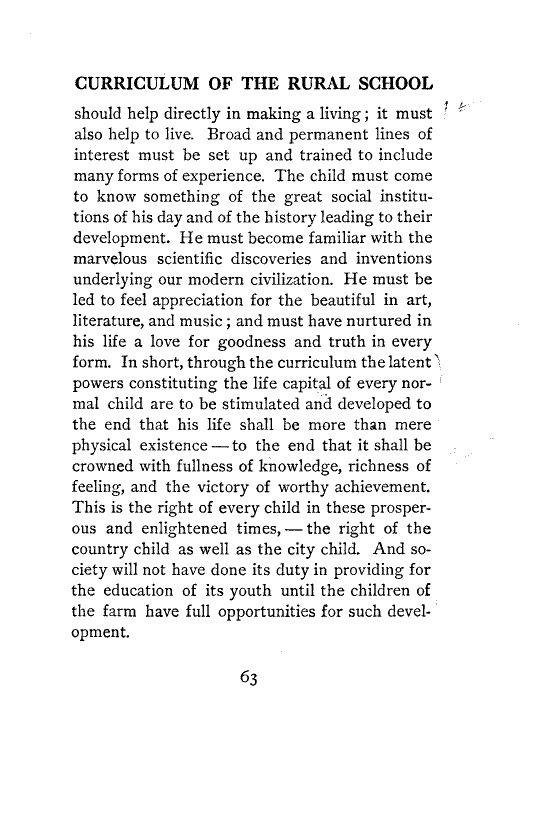 CURRICULUM OF THE RURAL SCHOOL
should help directly in making a living; it must
also help to live. Broad and permanent lines of
interest must be set up and trained to include
many forms of experience. The child must come
to know something of the great social institu-
tions of his day and of the history leading to their
development. He must become familiar with the
marvelous scientific discoveries and inventions
underlying our modern civilization. He must be
led to feel appreciation for the beautiful in art,
literature, and music; and must have nurtured in
his life a love for goodness and truth in every
form. In short, through the curriculum the latent
powers constituting the life capital of every nor-
mal child are to be stimulated and developed to
the end that his life shall be more than mere
physical existence — to the end that it shall be
crowned with fullness of knowledge, richness of
feeling, and the victory of worthy achievement.
This is the right of every child in these prosper-
ous and enlightened times, — the right of the
country child as well as the city child. And so-
ciety will not have done its duty in providing for
the education of its youth until the children of
the farm have full opportunities for such devel-
opment.
63